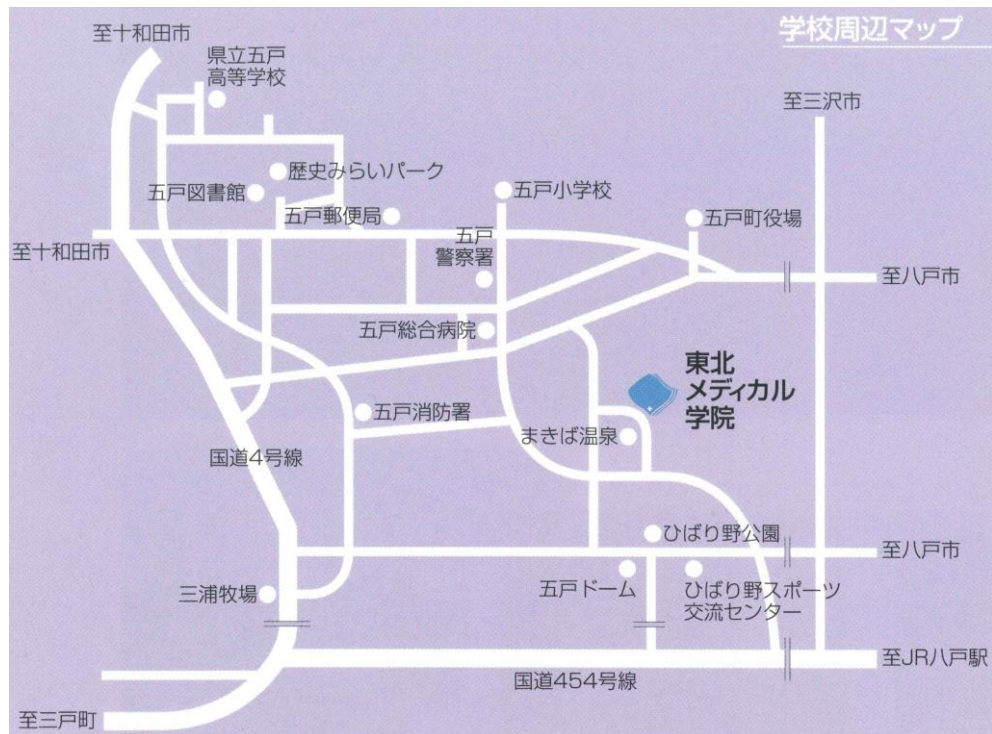 学校周辺マップ
至十和田市
県立五戸
高等学校
至三沢市
歴史みらいパーク
五戸図書館
五戸小学校
五戸郵便局
五戸町役場
至十和田市
五戸
警察署
至八戸市
五戸総合病院
東北
メディカル
学院
五戸消防署
まきば温泉
国道4号線
ひばり野公園
至八戸市
三浦牧場
五戸ドーム
ひばり野スポーツ
交流センター
至JR八戸駅
国道454号線
至三戸町